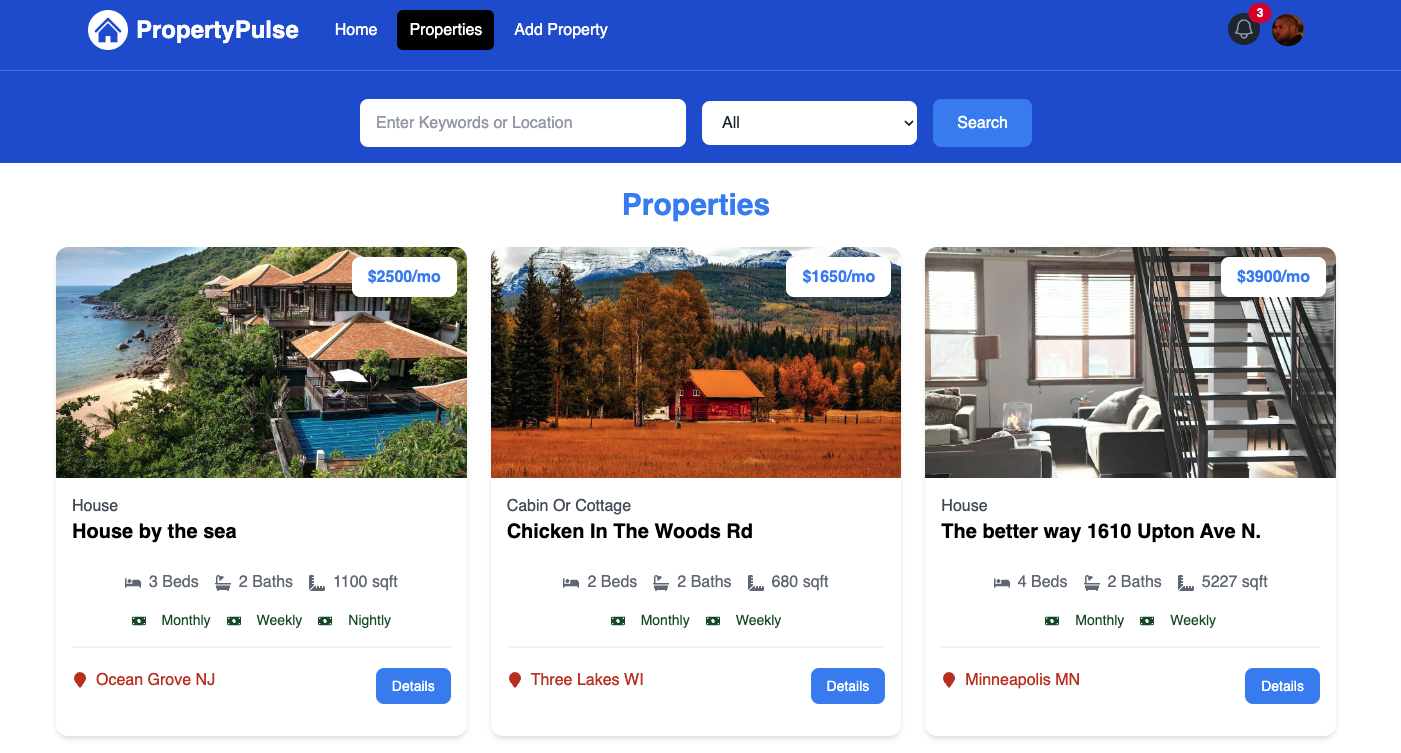 PropertyPulse Home Properties Add Property 3
Enter Keywords or Location All Search
Properties
$2500/mo
House
House by the sea
3 Beds 2 Baths 1100 sqft
Monthly Weekly Nightly
Ocean Grove NJ Details
$1650/mo
Cabin Or Cottage
Chicken In The Woods Rd
2 Beds 2 Baths 680 sqft
Monthly Weekly
Three Lakes WI Details
$3900/mo
House
The better way 1610 Upton Ave N.
4 Beds 2 Baths 5227 sqft
Monthly Weekly
Minneapolis MN Details